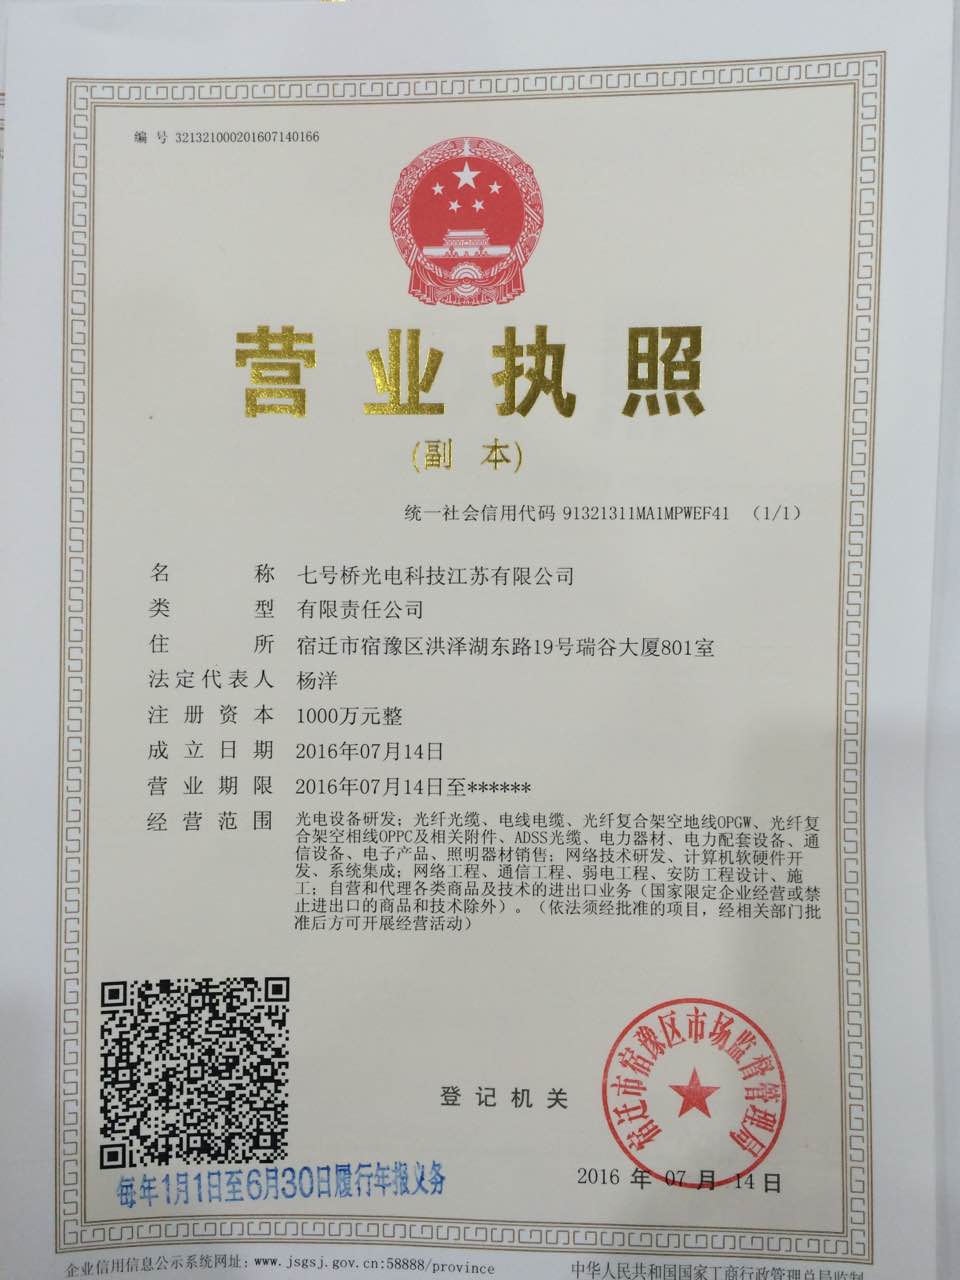 编 号 321321000201607140166
营业执照
(副 本)
统一社会信用代码 91321311MA1MPWEF41 （1/1）
名 称 七号桥光电科技江苏有限公司
类 型 有限责任公司
住 所 宿迁市宿豫区洪泽湖东路19号瑞谷大厦801室
法定代表人 杨洋
注册资本 1000万元整
成立日期 2016年07月14日
营业期限 2016年07月14日至******
经营范围 光电设备研发；光纤光缆、电线电缆、光纤复合架空地线OPGW、光纤复
合架空相线OPPC及相关附件、ADSS光缆、电力器材、电力配套设备、通
信设备、电子产品、照明器材销售；网络技术研发、计算机软硬件开
发、系统集成；网络工程、通信工程、弱电工程、安防工程设计、施
工；自营和代理各类商品及技术的进出口业务（国家限定企业经营或禁
止进出口的商品和技术除外）。（依法须经批准的项目，经相关部门批
准后方可开展经营活动）
宿迁市宿豫区市场监督管理局
登记机关
2016 年 07 月 14 日
每年1月1日至6月30日履行年报义务
企业信用信息公示系统网址：www.jsgsj.gov.cn:58888/province
中华人民共和国国家工商行政管理总局监制